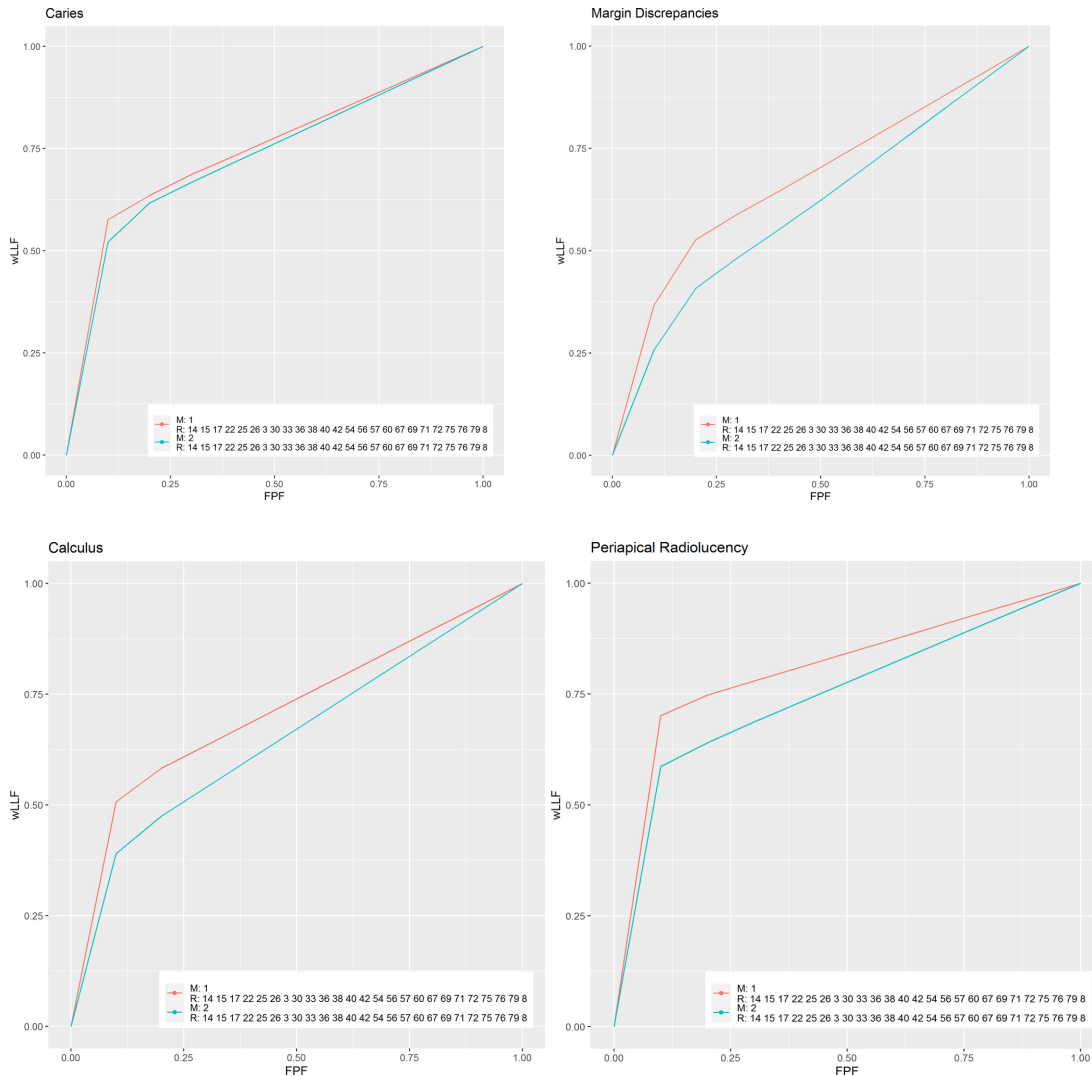 Caries
1.00
0.75
0.50
0.25
0.00
wLLF
M: 1
R: 14 15 17 22 25 26 3 30 33 36 38 40 42 54 56 57 60 67 69 71 72 75 76 79 8
M: 2
R: 14 15 17 22 25 26 3 30 33 36 38 40 42 54 56 57 60 67 69 71 72 75 76 79 8
0.00 0.25 0.50 0.75 1.00
FPF
Margin Discrepancies
1.00
0.75
0.50
0.25
0.00
wLLF
M: 1
R: 14 15 17 22 25 26 3 30 33 36 38 40 42 54 56 57 60 67 69 71 72 75 76 79 8
M: 2
R: 14 15 17 22 25 26 3 30 33 36 38 40 42 54 56 57 60 67 69 71 72 75 76 79 8
0.00 0.25 0.50 0.75 1.00
FPF
Calculus
1.00
0.75
0.50
0.25
0.00
wLLF
M: 1
R: 14 15 17 22 25 26 3 30 33 36 38 40 42 54 56 57 60 67 69 71 72 75 76 79 8
M: 2
R: 14 15 17 22 25 26 3 30 33 36 38 40 42 54 56 57 60 67 69 71 72 75 76 79 8
0.00 0.25 0.50 0.75 1.00
FPF
Periapical Radiolucency
1.00
0.75
0.50
0.25
0.00
wLLF
M: 1
R: 14 15 17 22 25 26 3 30 33 36 38 40 42 54 56 57 60 67 69 71 72 75 76 79 8
M: 2
R: 14 15 17 22 25 26 3 30 33 36 38 40 42 54 56 57 60 67 69 71 72 75 76 79 8
0.00 0.25 0.50 0.75 1.00
FPF